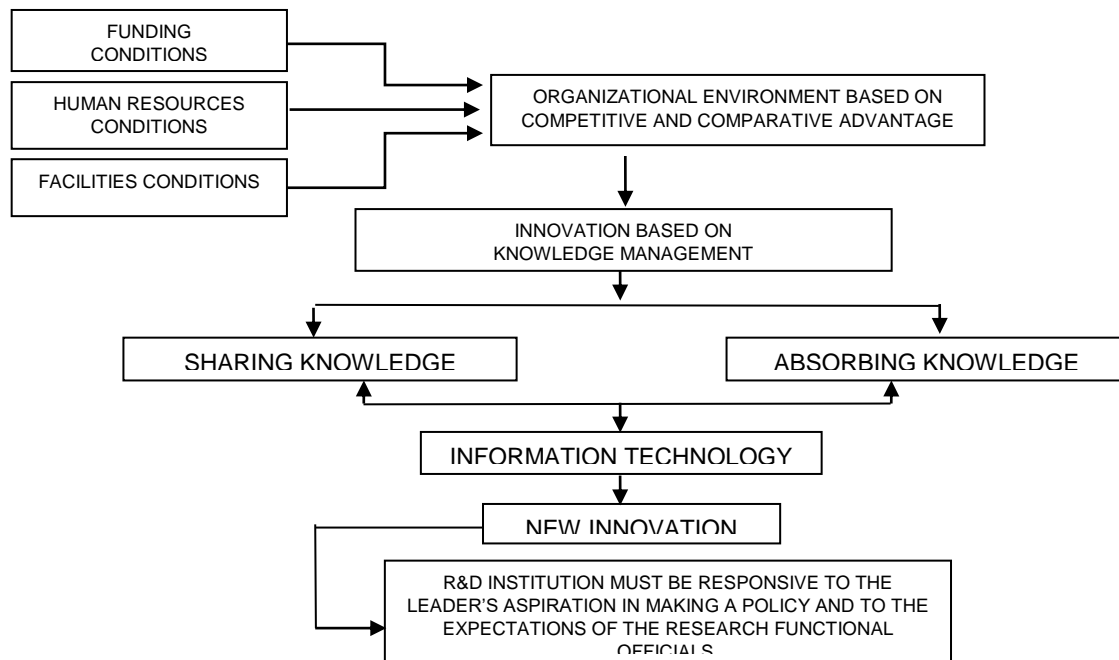 FUNDING
CONDITIONS
HUMAN RESOURCES
CONDITIONS
FACILITIES CONDITIONS
ORGANIZATIONAL ENVIRONMENT BASED ON
COMPETITIVE AND COMPARATIVE ADVANTAGE
INNOVATION BASED ON
KNOWLEDGE MANAGEMENT
SHARING KNOWLEDGE
ABSORBING KNOWLEDGE
INFORMATION TECHNOLOGY
NEW INNOVATION
R&D INSTITUTION MUST BE RESPONSIVE TO THE
LEADER'S ASPIRATION IN MAKING A POLICY AND TO THE
EXPECTATIONS OF THE RESEARCH FUNCTIONAL
OFFICIALS